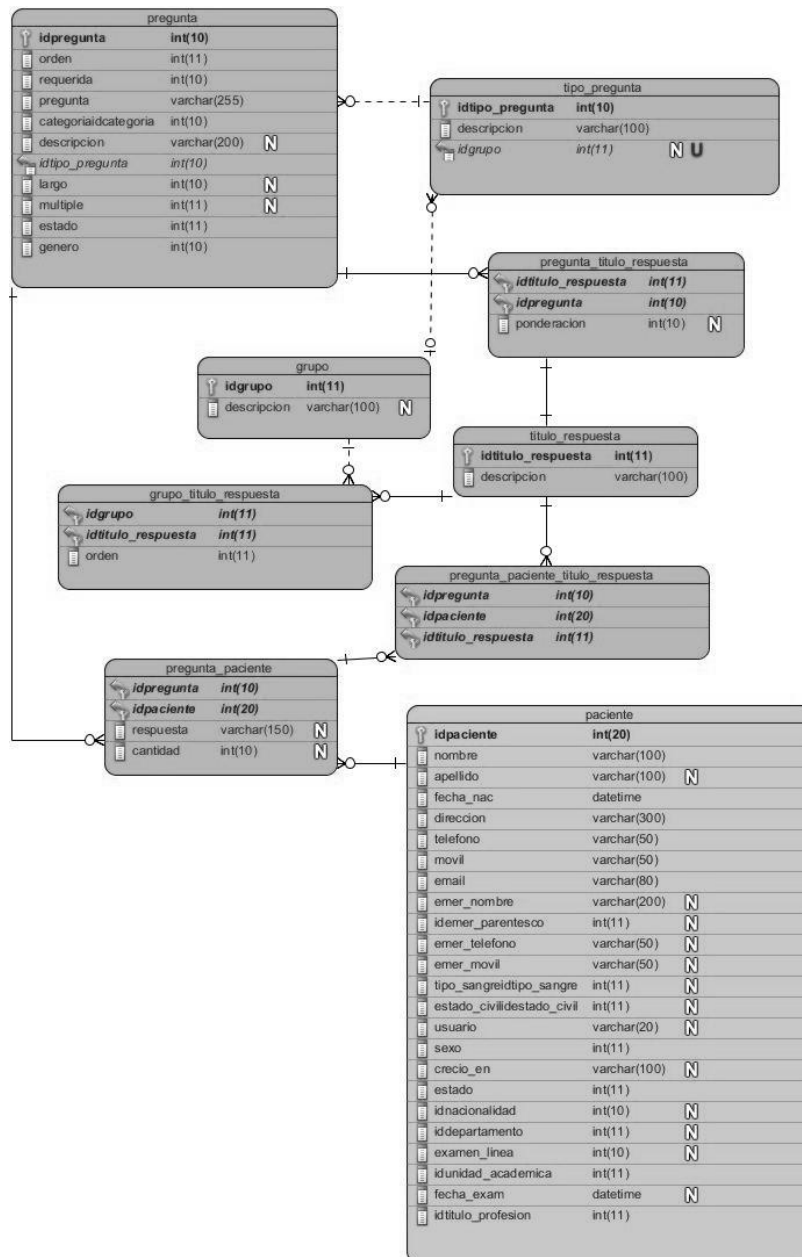 pregunta
idpregunta int(10)
orden int(11)
requerida int(10)
pregunta varchar(255)
categoriaidcategoria int(10)
descripcion varchar(200) N
idtipo_pregunta int(10)
largo int(10) N
multiple int(11) N
estado int(11)
genero int(10)
tipo_pregunta
idtipo_pregunta int(10)
descripcion varchar(100)
idgrupo int(11) N U
pregunta_titulo_respuesta
idtitulo_respuesta int(11)
idpregunta int(10)
ponderacion int(10) N
grupo
idgrupo int(11)
descripcion varchar(100) N
titulo_respuesta
idtitulo_respuesta int(11)
descripcion varchar(100)
grupo_titulo_respuesta
idgrupo int(11)
idtitulo_respuesta int(11)
orden int(11)
pregunta_paciente_titulo_respuesta
idpregunta int(10)
idpaciente int(20)
idtitulo_respuesta int(11)
pregunta_paciente
idpregunta int(10)
idpaciente int(20)
respuesta varchar(150) N
cantidad int(10) N
paciente
idpaciente int(20)
nombre varchar(100)
apellido varchar(100) N
fecha_nac datetime
direccion varchar(300)
telefono varchar(50)
movil varchar(50)
email varchar(80)
emer_nombre varchar(200) N
idemer_parentesco int(11) N
emer_telefono varchar(50) N
emer_movil varchar(50) N
tipo_sangreidtipo_sangre int(11) N
estado_civilidestado_civil int(11) N
usuario varchar(20) N
sexo int(11)
crecio_en varchar(100) N
estado int(11)
idnacionalidad int(10) N
iddepartamento int(11) N
examen_linea int(10) N
idunidad_academica int(11)
fecha_exam datetime N
idtitulo_profesion int(11)